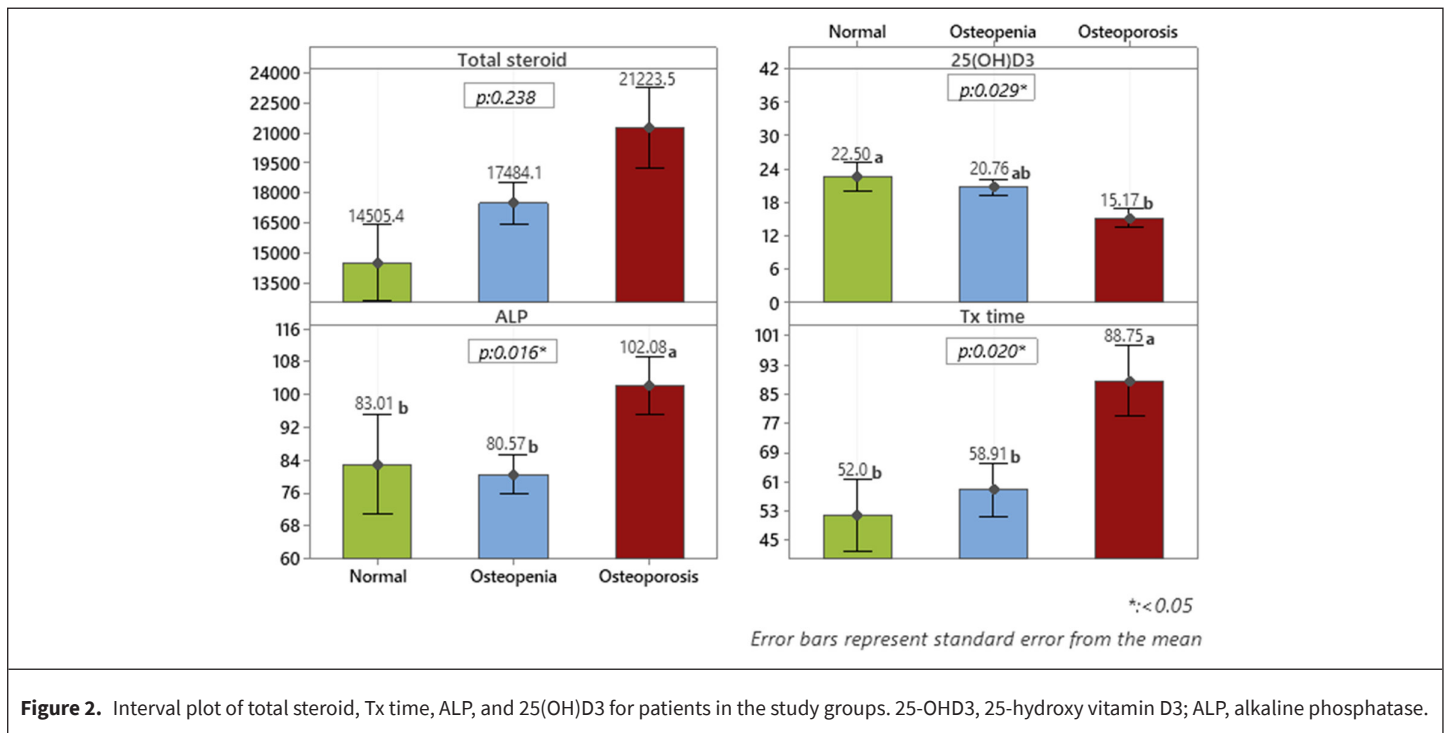 Total steroid
24000
22500
21000
19500
18000
16500
15000
13500
p:0.238
14505.4
17484.1
21223.5
Normal Osteopenia Osteoporosis
25(OH)D3
42
36
30
24
18
12
6
0
p:0.029*
22.50 a
20.76 ab
15.17 b
ALP
116
108
100
92
84
76
68
60
p:0.016*
83.01 b
80.57 b
102.08 a
Normal Osteopenia Osteoporosis
Tx time
101
93
85
77
69
61
53
45
p:0.020*
52.0 b
58.91 b
88.75 a
*:<0.05
Error bars represent standard error from the mean
Figure 2. Interval plot of total steroid, Tx time, ALP, and 25(OH)D3 for patients in the study groups. 25-OHD3, 25-hydroxy vitamin D3; ALP, alkaline phosphatase.